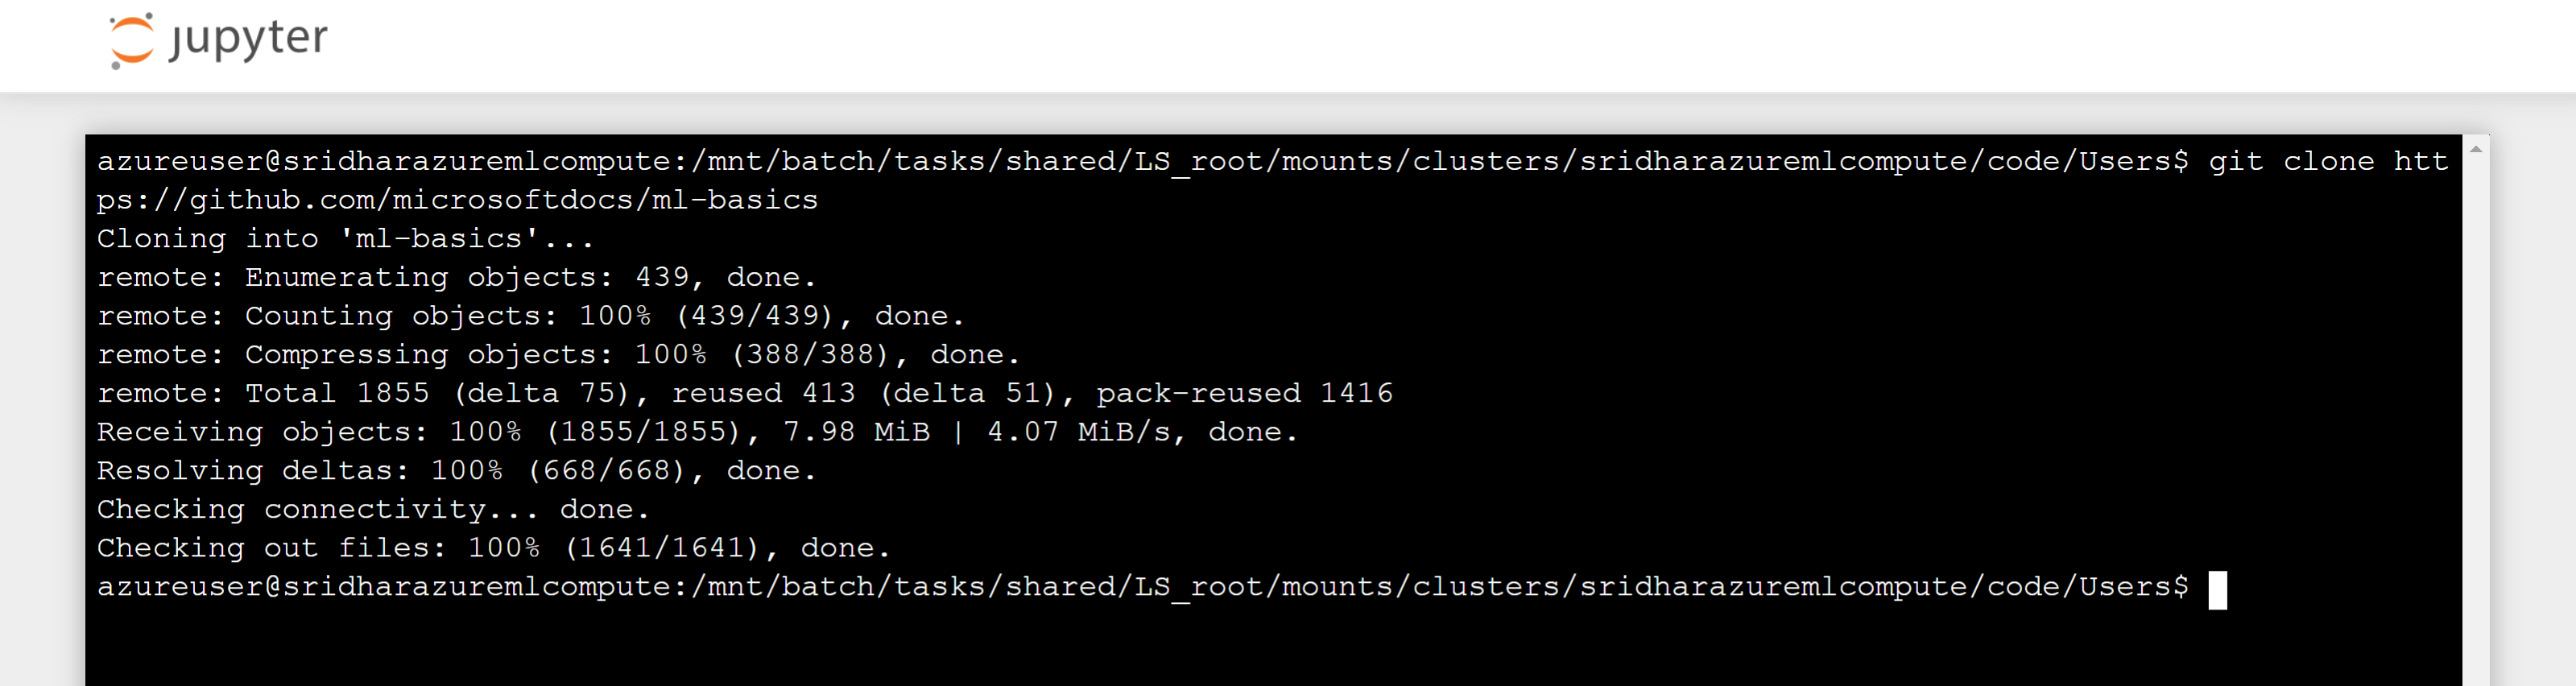 jupyter
azureuser@sridharazuremlcompute:/mnt/batch/tasks/shared/LS_root/mounts/clusters/sridharazuremlcompute/code/Users$ git clone htt
ps://github.com/microsoftdocs/ml-basics
Cloning into 'ml-basics'...
remote: Enumerating objects: 439, done.
remote: Counting objects: 100% (439/439), done.
remote: Compressing objects: 100% (388/388), done.
remote: Total 1855 (delta 75), reused 413 (delta 51), pack-reused 1416
Receiving objects: 100% (1855/1855), 7.98 MiB | 4.07 MiB/s, done.
Resolving deltas: 100% (668/668), done.
Checking connectivity... done.
Checking out files: 100% (1641/1641), done.
azureuser@sridharazuremlcompute:/mnt/batch/tasks/shared/LS_root/mounts/clusters/sridharazuremlcompute/code/Users$